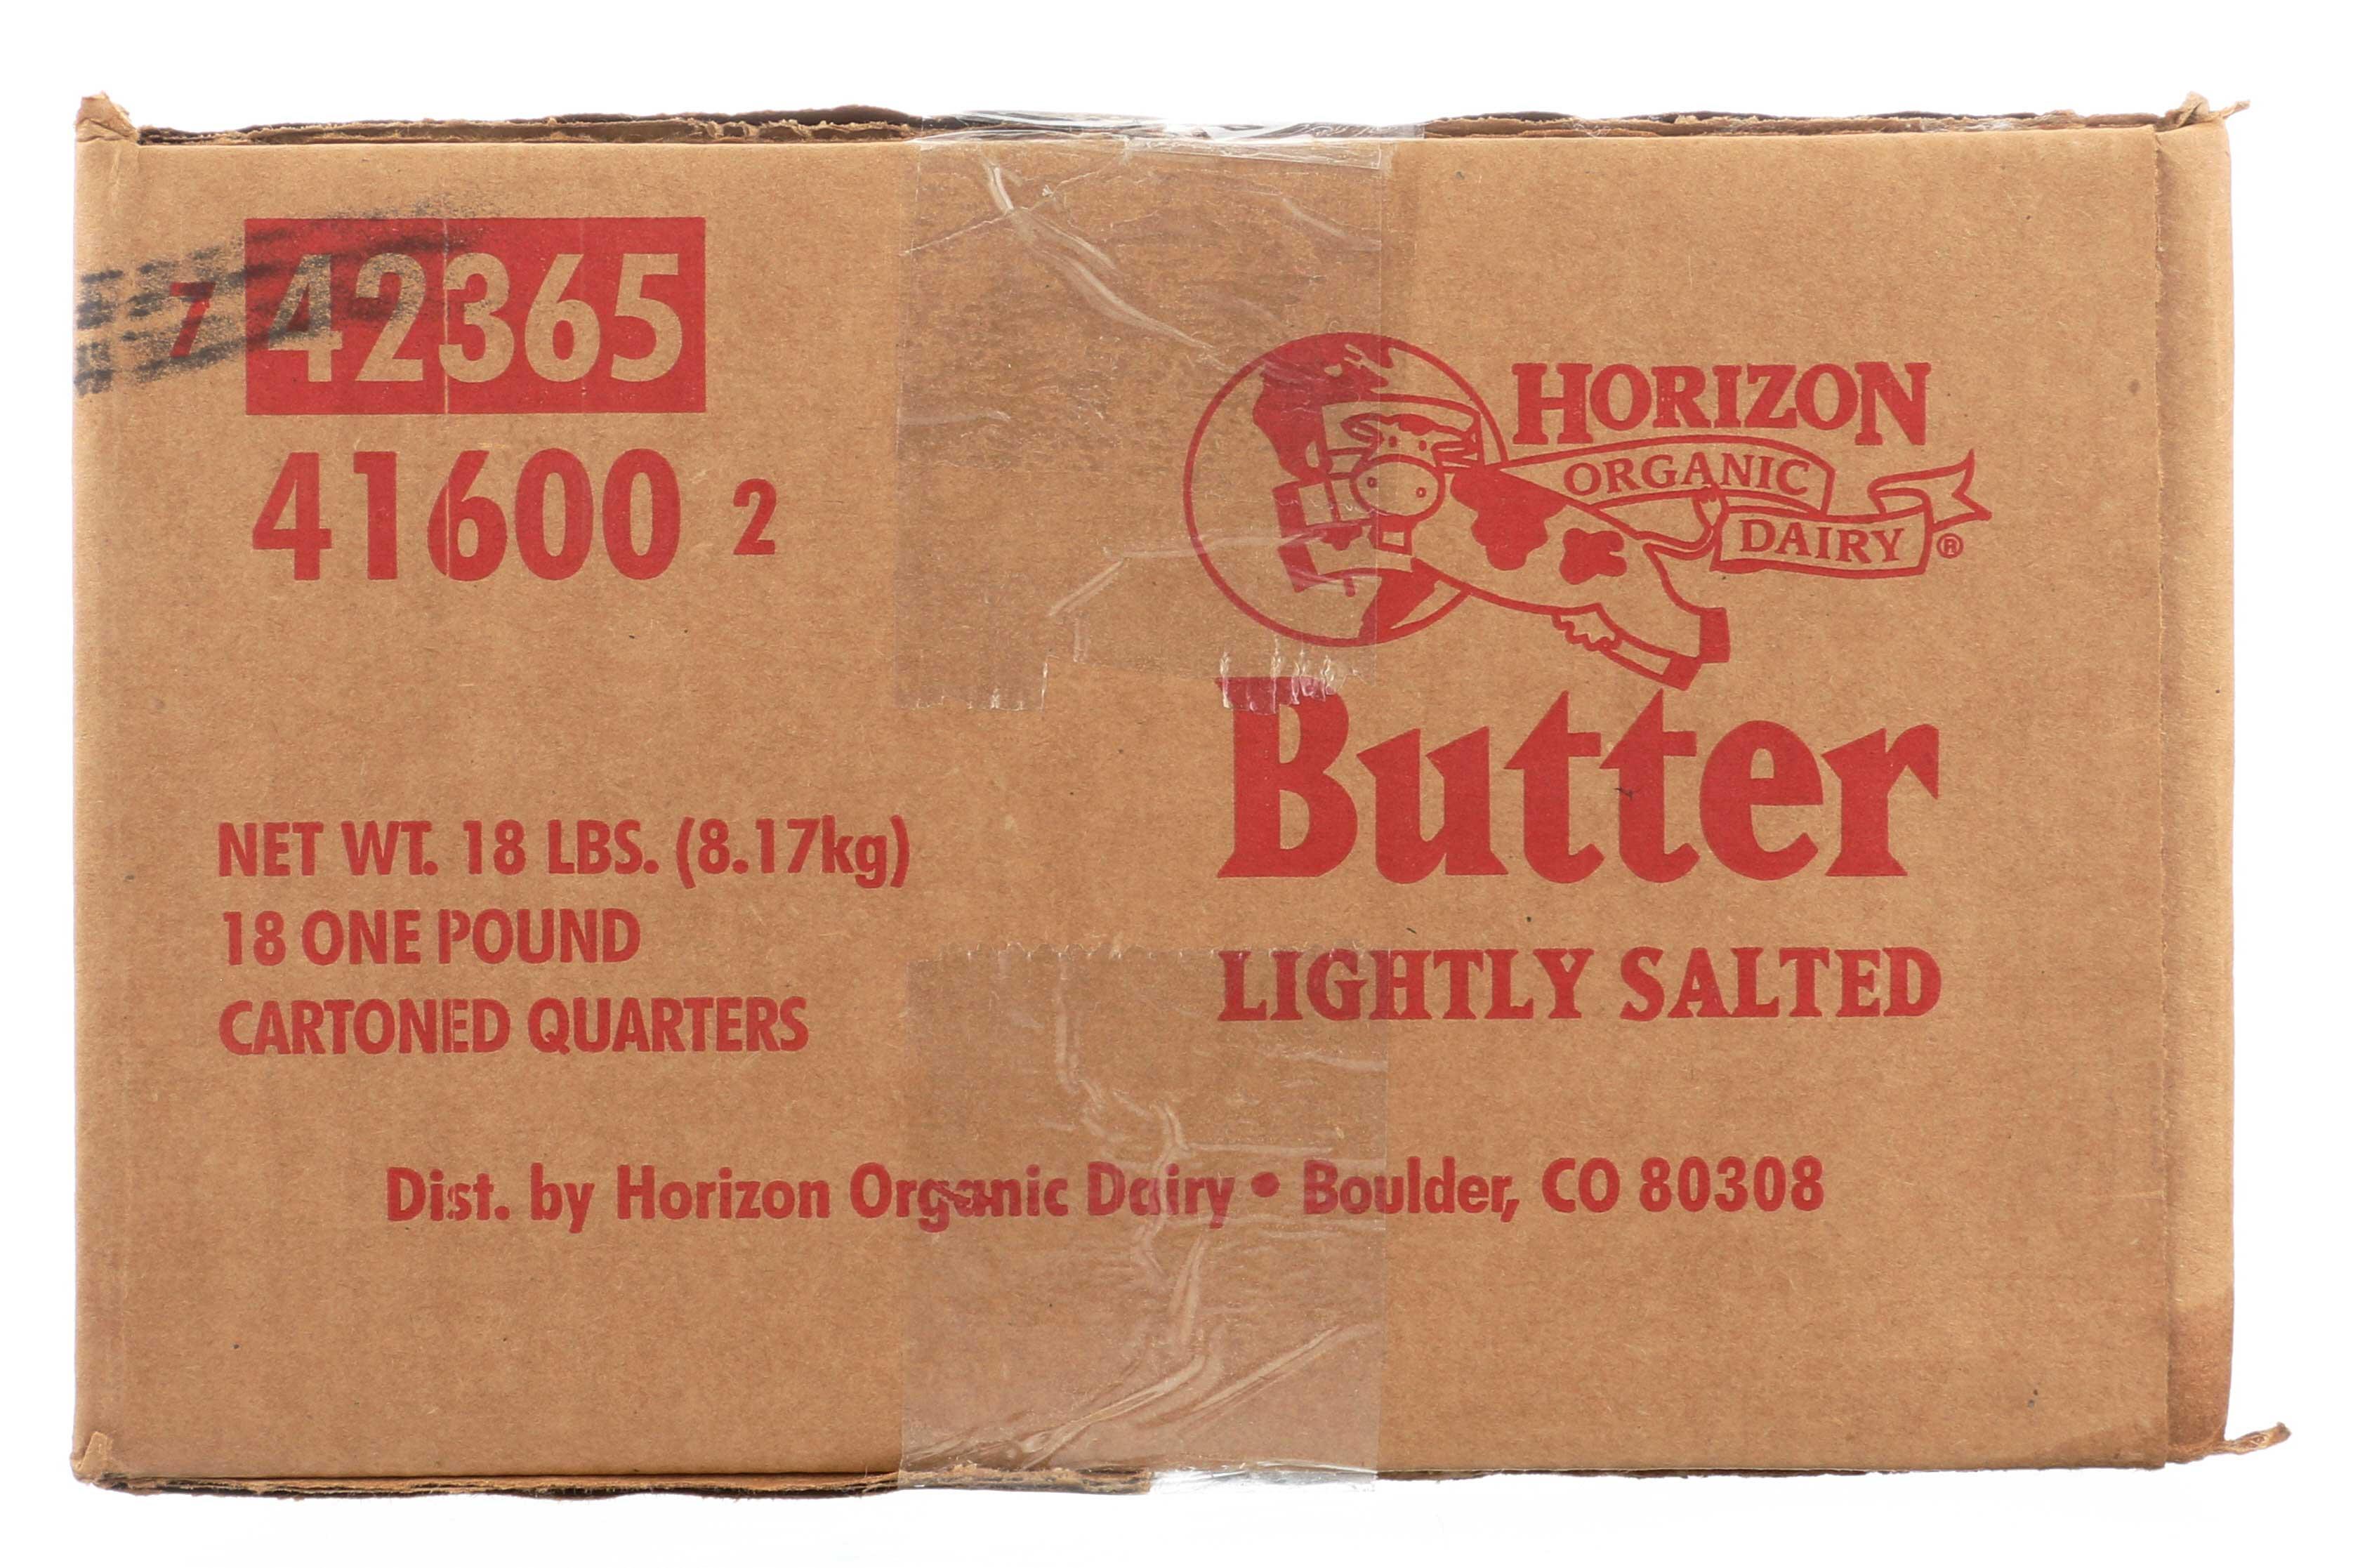 7 42365
41600 2
HORIZON
ORGANIC
DAIRY ®
Butter
LIGHTLY SALTED
NET WT. 18 LBS. (8.17kg)
18 ONE POUND
CARTONED QUARTERS
Dist. by Horizon Organic Dairy • Boulder, CO 80308